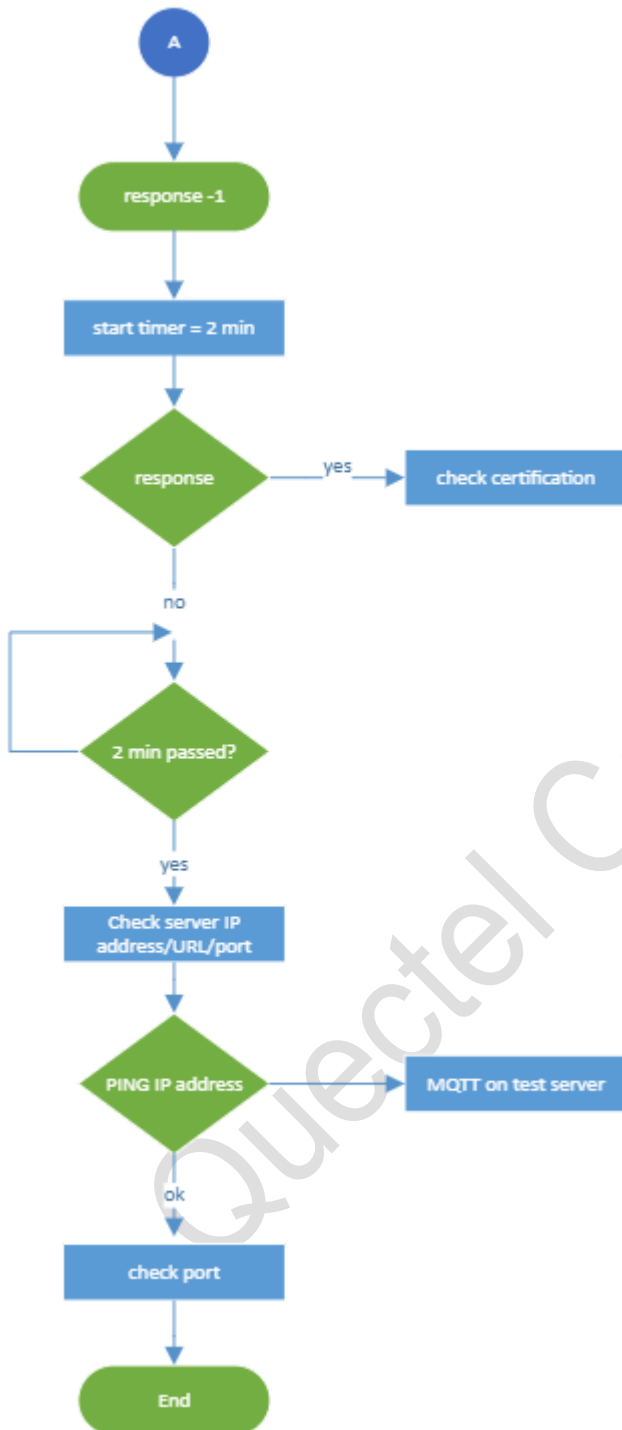 A
response -1
start timer = 2 min
response
yes
check certification
no
2 min passed?
yes
Check server IP
address/URL/port
PING IP address
MQTT on test server
ok
check port
End
Quectel C